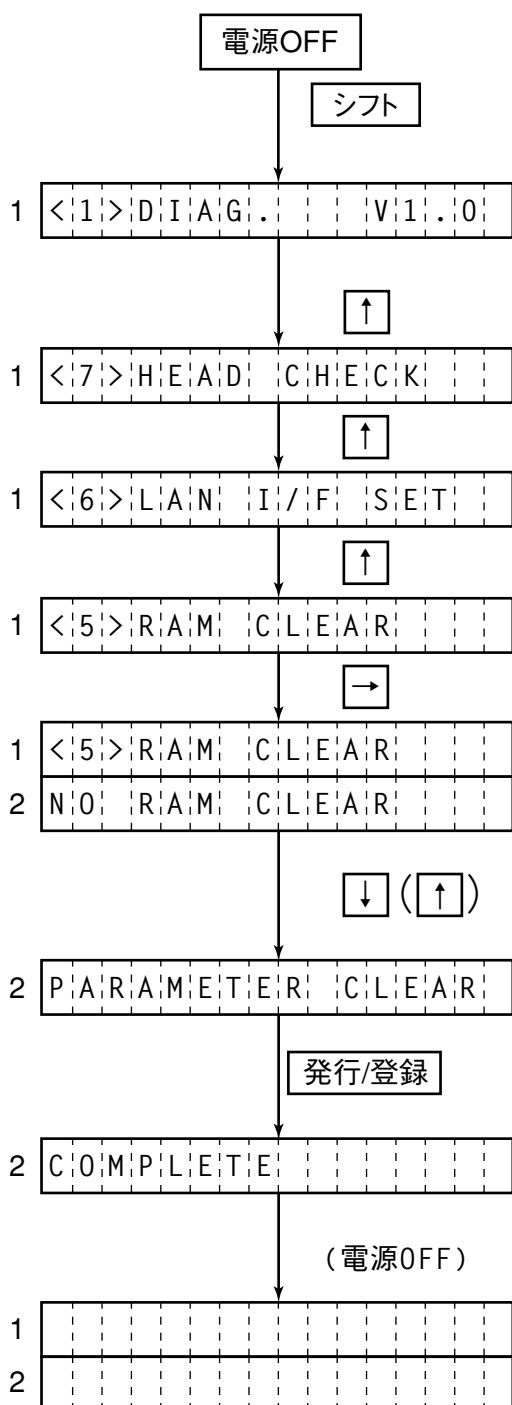 電源OFF
シフト
1 <1>DIAG. V1.0
↑
1 <7>HEAD CHECK
↑
1 <6>LAN I/F SET
↑
1 <5>RAM CLEAR
→
1 <5>RAM CLEAR
2 NO RAM CLEAR
↓(↑)
2 PARAMETER CLEAR
発行/登録
2 COMPLETE
(電源OFF)
1
2